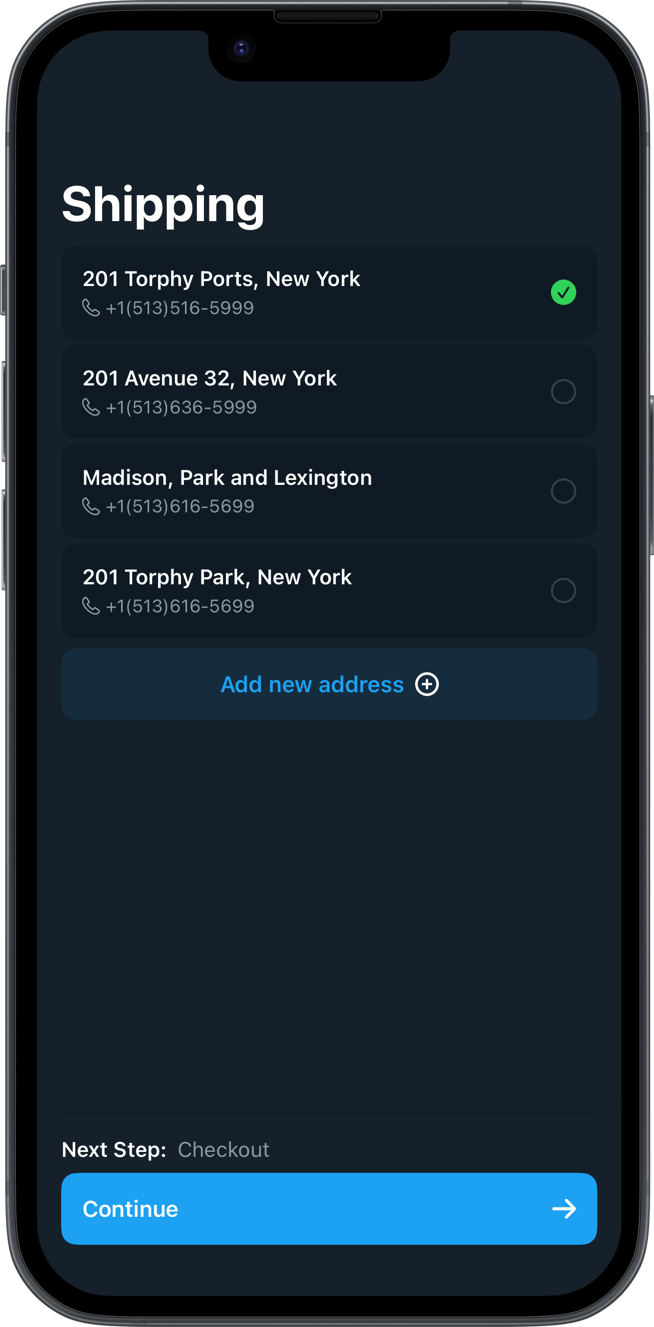 Shipping
201 Torphy Ports, New York
+1(513)516-5999
201 Avenue 32, New York
+1(513)636-5999
Madison, Park and Lexington
+1(513)616-5699
201 Torphy Park, New York
+1(513)616-5699
Add new address
Next Step: Checkout
Continue